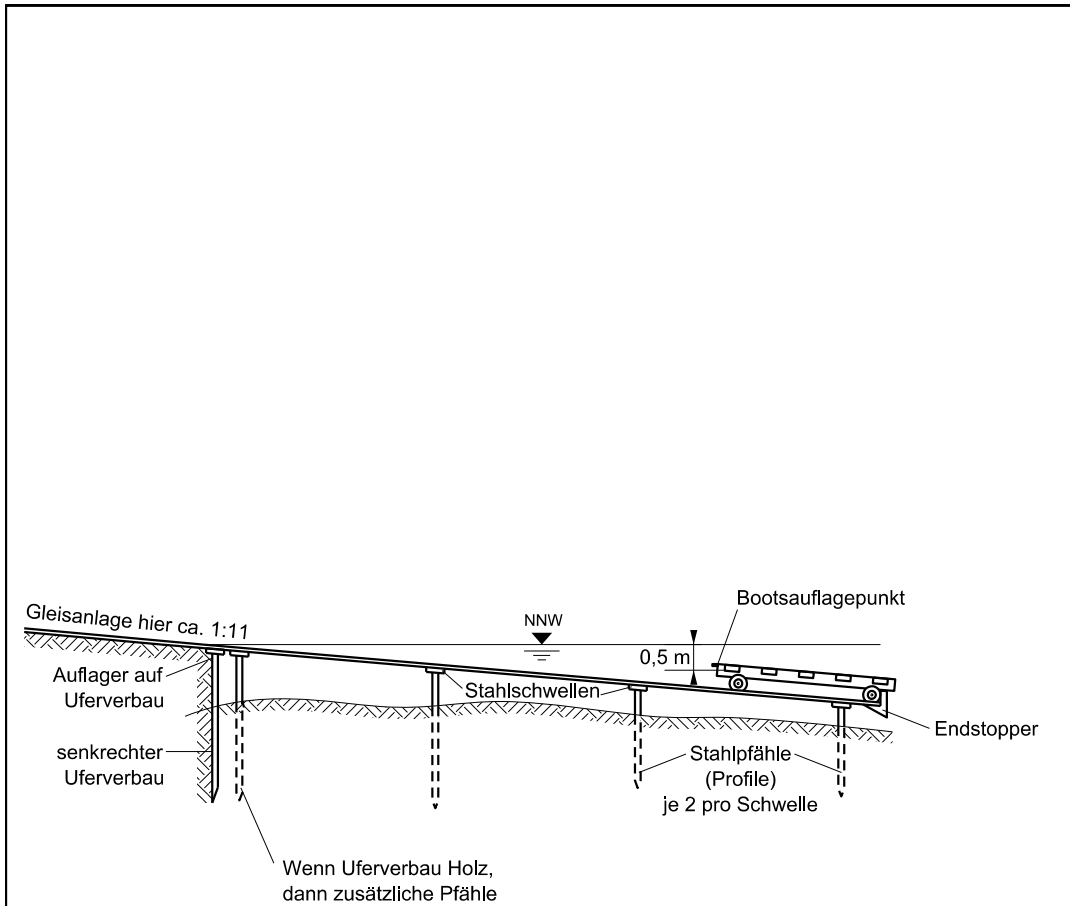 Gleisanlage hier ca. 1:11
NNW
Bootsauflagepunkt
0,5 m
Auflager auf
Uferverbau
Stahlschwellen
Endstopper
senkrechter
Uferverbau
Stahlpfähle
(Profile)
je 2 pro Schwelle
Wenn Uferverbau Holz,
dann zusätzliche Pfähle